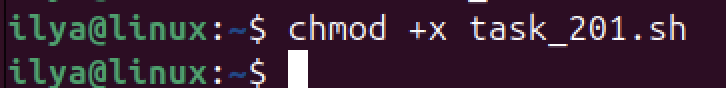 ilya@linux:~$ chmod +x task_201.sh
ilya@linux:~$